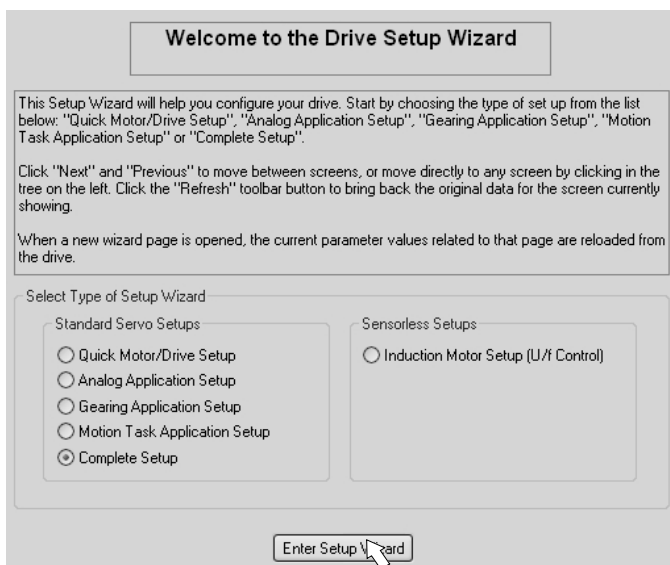 Welcome to the Drive Setup Wizard
This Setup Wizard will help you configure your drive. Start by choosing the type of set up from the list
below: "Quick Motor/Drive Setup", "Analog Application Setup", "Gearing Application Setup", "Motion
Task Application Setup" or "Complete Setup".
Click "Next" and "Previous" to move between screens, or move directly to any screen by clicking in the
tree on the left. Click the "Refresh" toolbar button to bring back the original data for the screen currently
showing.
When a new wizard page is opened, the current parameter values related to that page are reloaded from
the drive.
Select Type of Setup Wizard
Standard Servo Setups
Quick Motor/Drive Setup
Analog Application Setup
Gearing Application Setup
Motion Task Application Setup
Complete Setup
Sensorless Setups
Induction Motor Setup (U/f Control)
Enter Setup Wizard